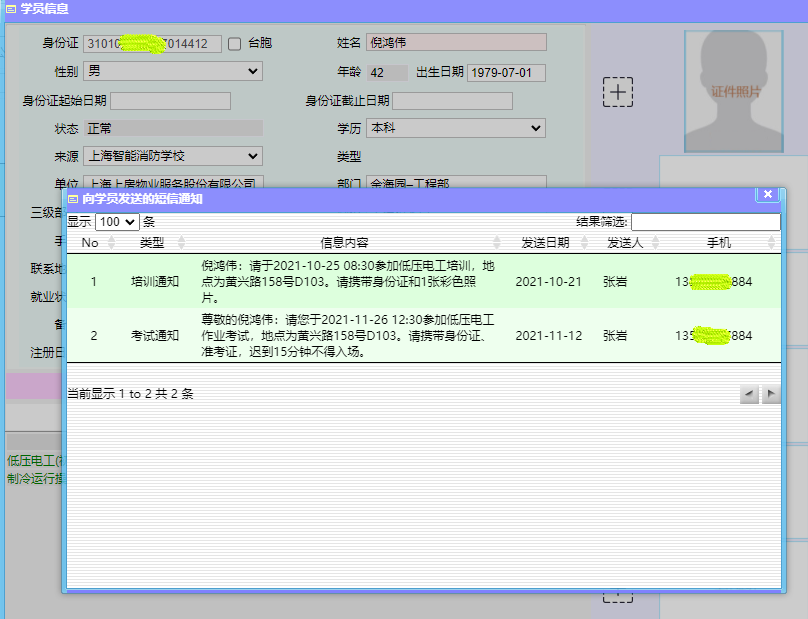 学员信息
身份证 31010 7014412 台胞 姓名 倪鸿伟
性别 男 年龄 42 出生日期 1979-07-01
身份证起始日期 身份证截止日期
证件照片
状态 正常 学历 本科
来源 上海智能消防学校 类型
单位 上海上房物业服务股份有限公司 部门 金海园-工程部
三级部
手
联系地
就业状
备
注册日
低压电工(
制冷运行操
向学员发送的短信通知
显示 100 条 结果筛选:
No 类型 信息内容 发送日期 发送人 手机
1 培训通知 倪鸿伟：请于2021-10-25 08:30参加低压电工培训，地
点为黄兴路158号D103。请携带身份证和1张彩色照
片。
2021-10-21 张岩 13 884
2 考试通知 尊敬的倪鸿伟：请您于2021-11-26 12:30参加低压电工
作业考试，地点为黄兴路158号D103。请携带身份证、
准考证，迟到15分钟不得入场。
2021-11-12 张岩 135 884
当前显示 1 to 2 共 2 条